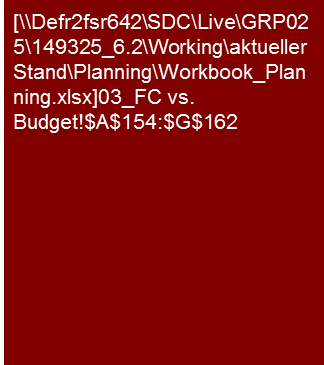 [\\Defr2fsr642\SDC\Live\GRP02
5\149325_6.2\Working\aktueller
Stand\Planning\Workbook_Plan
ning.xlsx]03_FC vs.
Budget!$A$154:$G$162